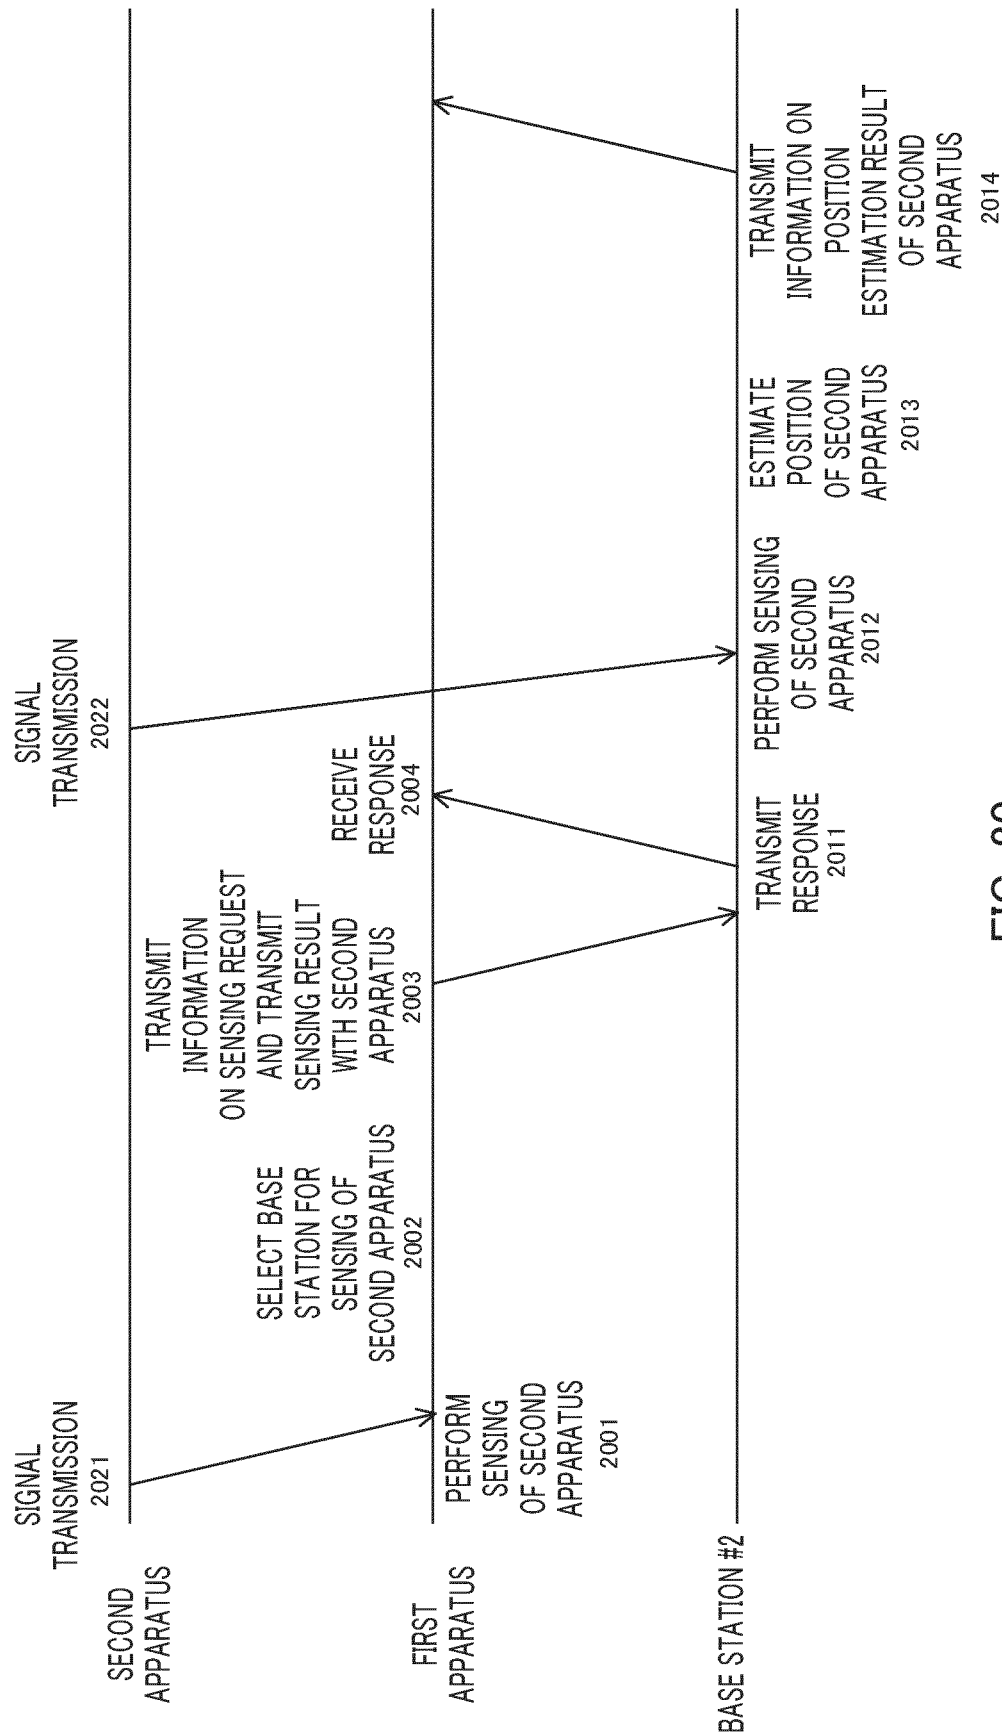 SIGNAL
TRANSMISSION
2021
SIGNAL
TRANSMISSION
2022
SECOND
APPARATUS
SELECT BASE
STATION FOR
SENSING OF
SECOND APPARATUS
2002
TRANSMIT
INFORMATION
ON SENSING REQUEST
AND TRANSMIT
SENSING RESULT
WITH SECOND
APPARATUS
2003
RECEIVE
RESPONSE
2004
FIRST
APPARATUS
PERFORM
SENSING
OF SECOND
APPARATUS
2001
BASE STATION #2
TRANSMIT
RESPONSE
2011
PERFORM SENSING
OF SECOND
APPARATUS
2012
ESTIMATE
POSITION
OF SECOND
APPARATUS
2013
TRANSMIT
INFORMATION ON
POSITION
ESTIMATION RESULT
OF SECOND
APPARATUS
2014
FIG.